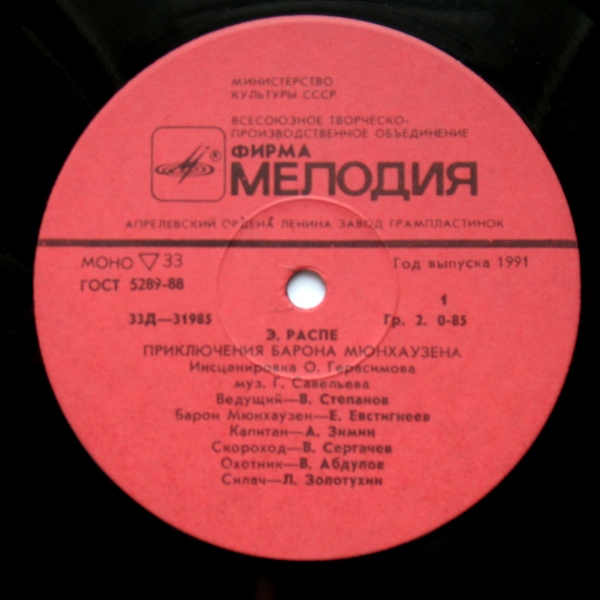 МИНИСТЕРСТВО
КУЛЬТУРЫ СССР
ВСЕСОЮЗНОЕ ТВОРЧЕСКО-
ПРОИЗВОДСТВЕННОЕ ОБЪЕДИНЕНИЕ
ФИРМА
МЕЛОДИЯ
АПРЕЛЕВСКИЙ ОРДЕНА ЛЕНИНА ЗАВОД ГРАМПЛАСТИНОК
МОНО ▽ 33 Год выпуска 1991
ГОСТ 5289-88 1
33Д—31985 Гр. 2. 0-85
Э. РАСПЕ
ПРИКЛЮЧЕНИЯ БАРОНА МЮНХАУЗЕНА
Инсценировка О. Герасимова
муз. Г. Савельева
Ведущий—В. Степанов
Барон Мюнхаузен—Е. Евстигнеев
Капитан—А. Зимин
Скороход—В. Сергачев
Охотник—В. Абдулов
Силач—Л. Золотухин